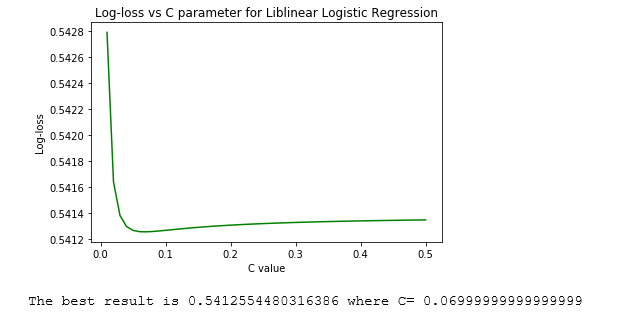 Log-loss vs C parameter for Liblinear Logistic Regression
0.5428
0.5426
0.5424
0.5422
0.5420
0.5418
0.5416
0.5414
0.5412
Log-loss
0.0 0.1 0.2 0.3 0.4 0.5
C value
The best result is 0.5412554480316386 where C= 0.06999999999999999